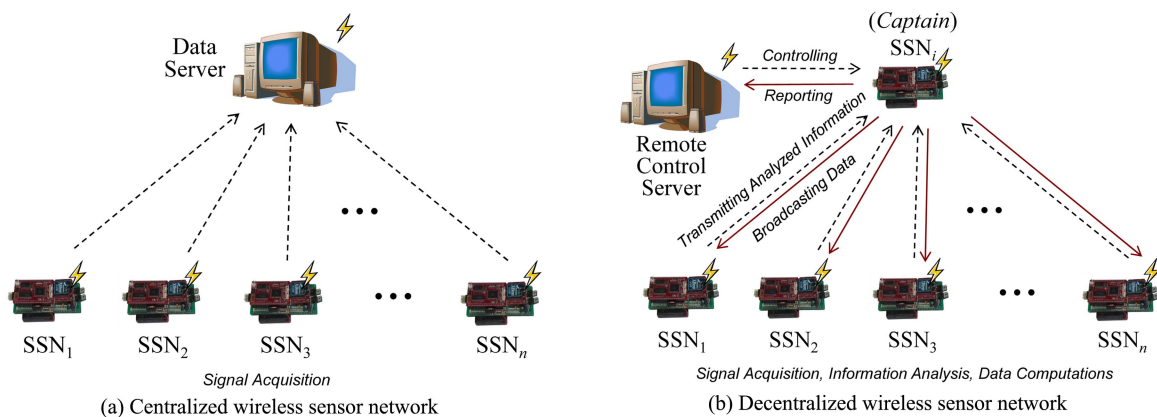 Data
Server
SSN1
SSN2
SSN3
SSNn
Signal Acquisition
(a) Centralized wireless sensor network
(Captain)
SSNi
Controlling
Reporting
Remote
Control
Server
Transmitting Analyzed Information
Broadcasting Data
SSN1
SSN2
SSN3
SSNn
Signal Acquisition, Information Analysis, Data Computations
(b) Decentralized wireless sensor network